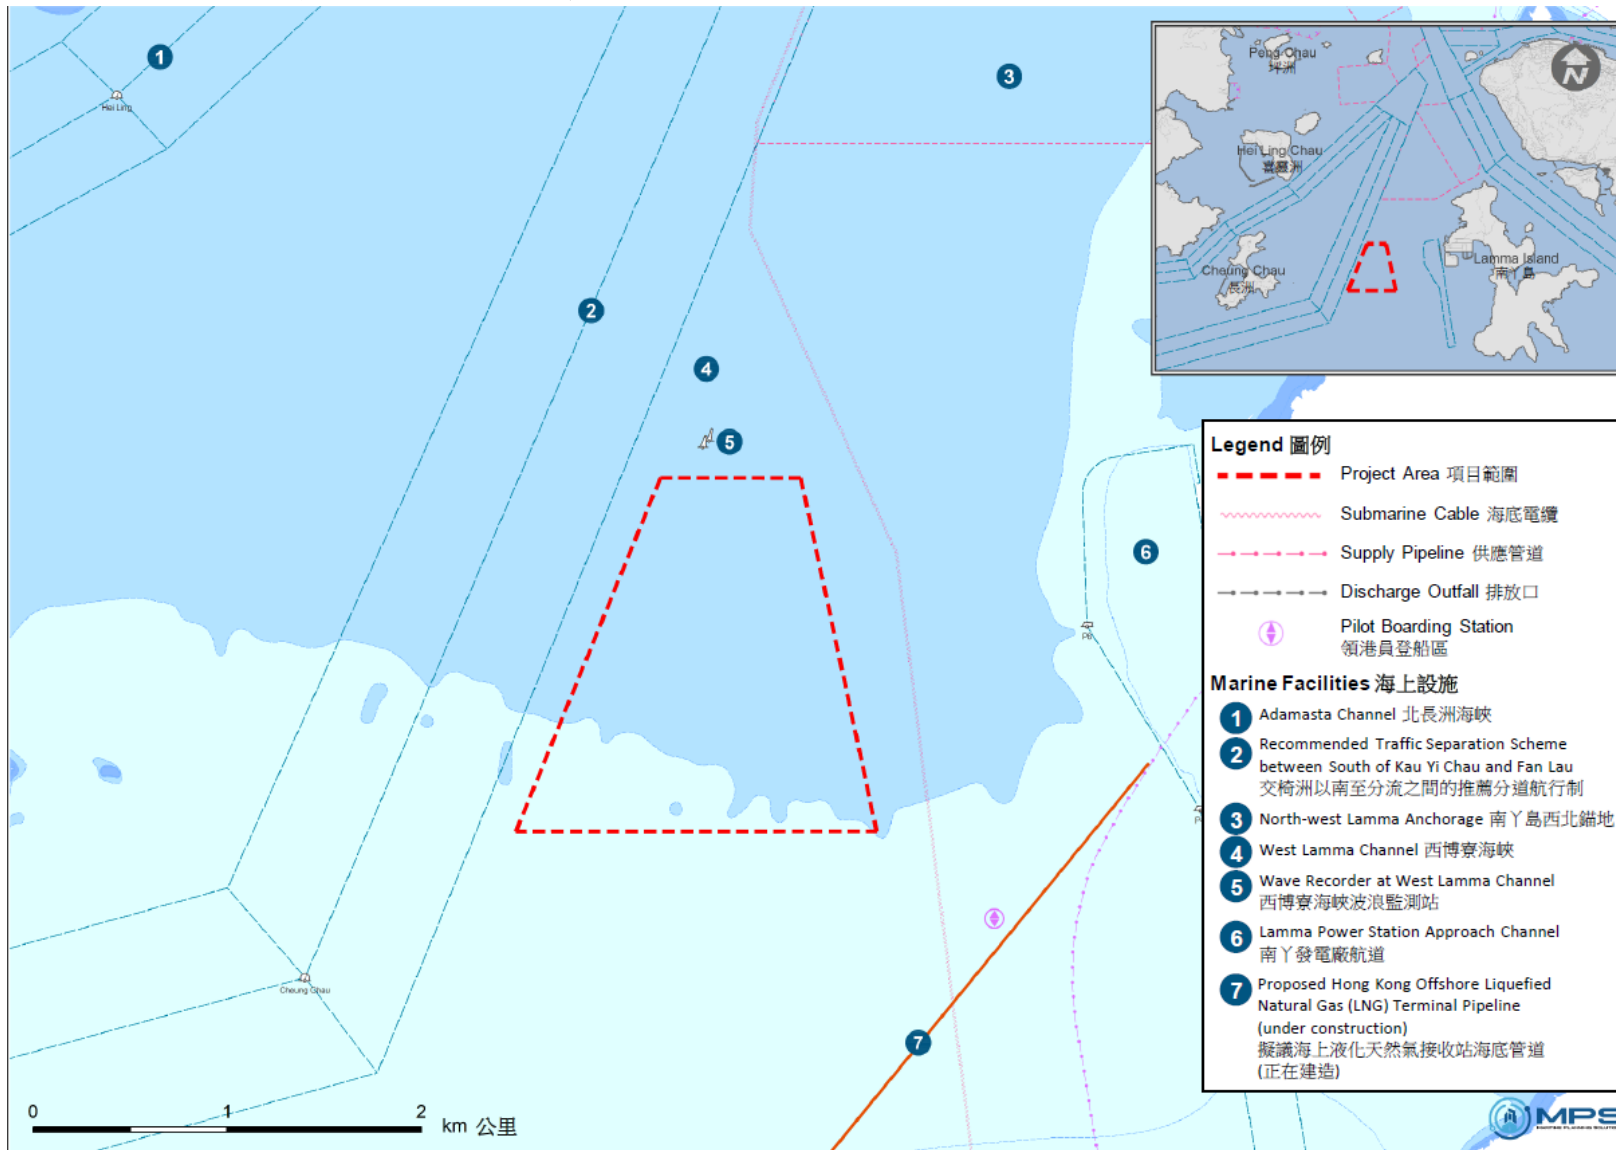 1
Hei Ling
2
3
4
5
6
7
Cheung Chau
0 1 2
km 公里
Peng Chau
坪洲
N
Hei Ling Chau
喜靈洲
Cheung Chau
長洲
Lamma Island
南丫島
Legend 圖例
Project Area 項目範圍
Submarine Cable 海底電纜
Supply Pipeline 供應管道
Discharge Outfall 排放口
Pilot Boarding Station
領港員登船區
Marine Facilities 海上設施
1 Adamasta Channel 北長洲海峽
2 Recommended Traffic Separation Scheme
between South of Kau Yi Chau and Fan Lau
交椅洲以南至分流之間的推薦分道航行制
3 North-west Lamma Anchorage 南丫島西北錨地
4 West Lamma Channel 西博寮海峽
5 Wave Recorder at West Lamma Channel
西博寮海峽波浪監測站
6 Lamma Power Station Approach Channel
南丫發電廠航道
7 Proposed Hong Kong Offshore Liquefied
Natural Gas (LNG) Terminal Pipeline
(under construction)
擬議海上液化天然氣接收站海底管道
(正在建造)
MPS